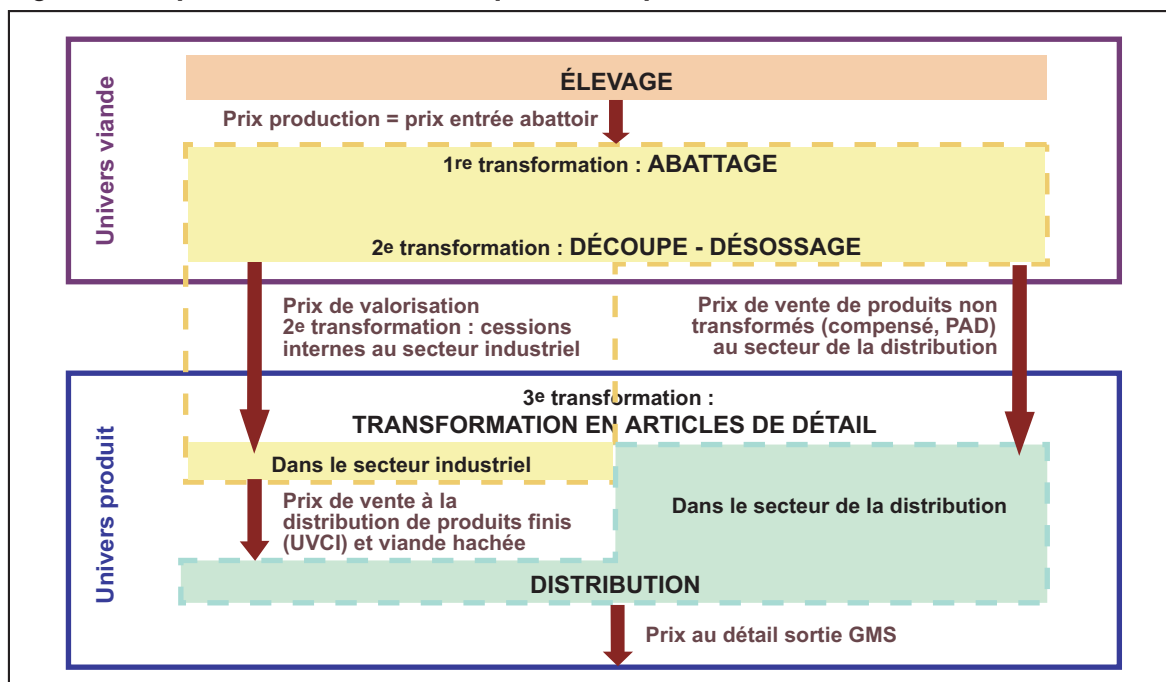 Univers viande
ÉLEVAGE
Prix production = prix entrée abattoir
1re transformation : ABATTAGE
2e transformation : DÉCOUPE - DÉSOSSAGE
Prix de valorisation
2e transformation : cessions
internes au secteur industriel
Prix de vente de produits non
transformés (compensé, PAD)
au secteur de la distribution
Univers produit
3e transformation :
TRANSFORMATION EN ARTICLES DE DÉTAIL
Dans le secteur industriel
Prix de vente à la
distribution de produits finis
(UVCI) et viande hachée
Dans le secteur de la distribution
DISTRIBUTION
Prix au détail sortie GMS